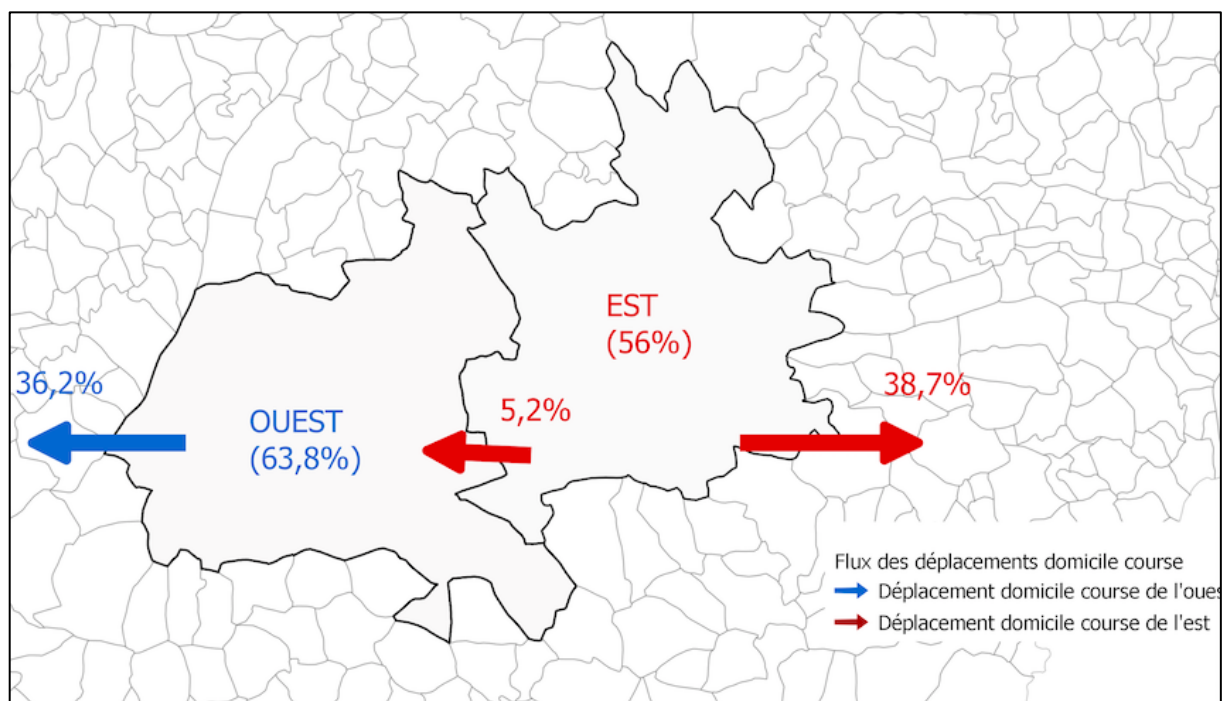 EST
(56%)
36,2%
38,7%
5,2%
OUEST
(63,8%)
Flux des déplacements domicile course
Déplacement domicile course de l'oues
Déplacement domicile course de l'est